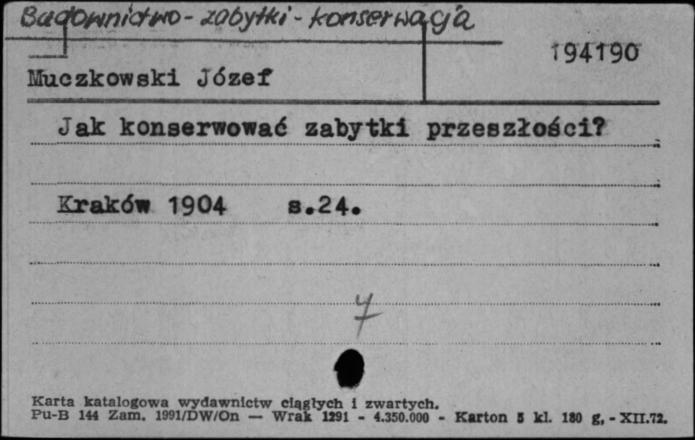 Budownictwo - zabytki - konserwacja
194190
Muczkowski Józef
Jak konserwować zabytki przeszłości?
Kraków 1904 s.24.
7
Karta katalogowa wydawnictw ciągłych i zwartych.
Pu-B 144 Zam. 1991/DW/On — Wrak 1291 - 4.350.000 - Karton 5 kl. 180 g, - XII.72.